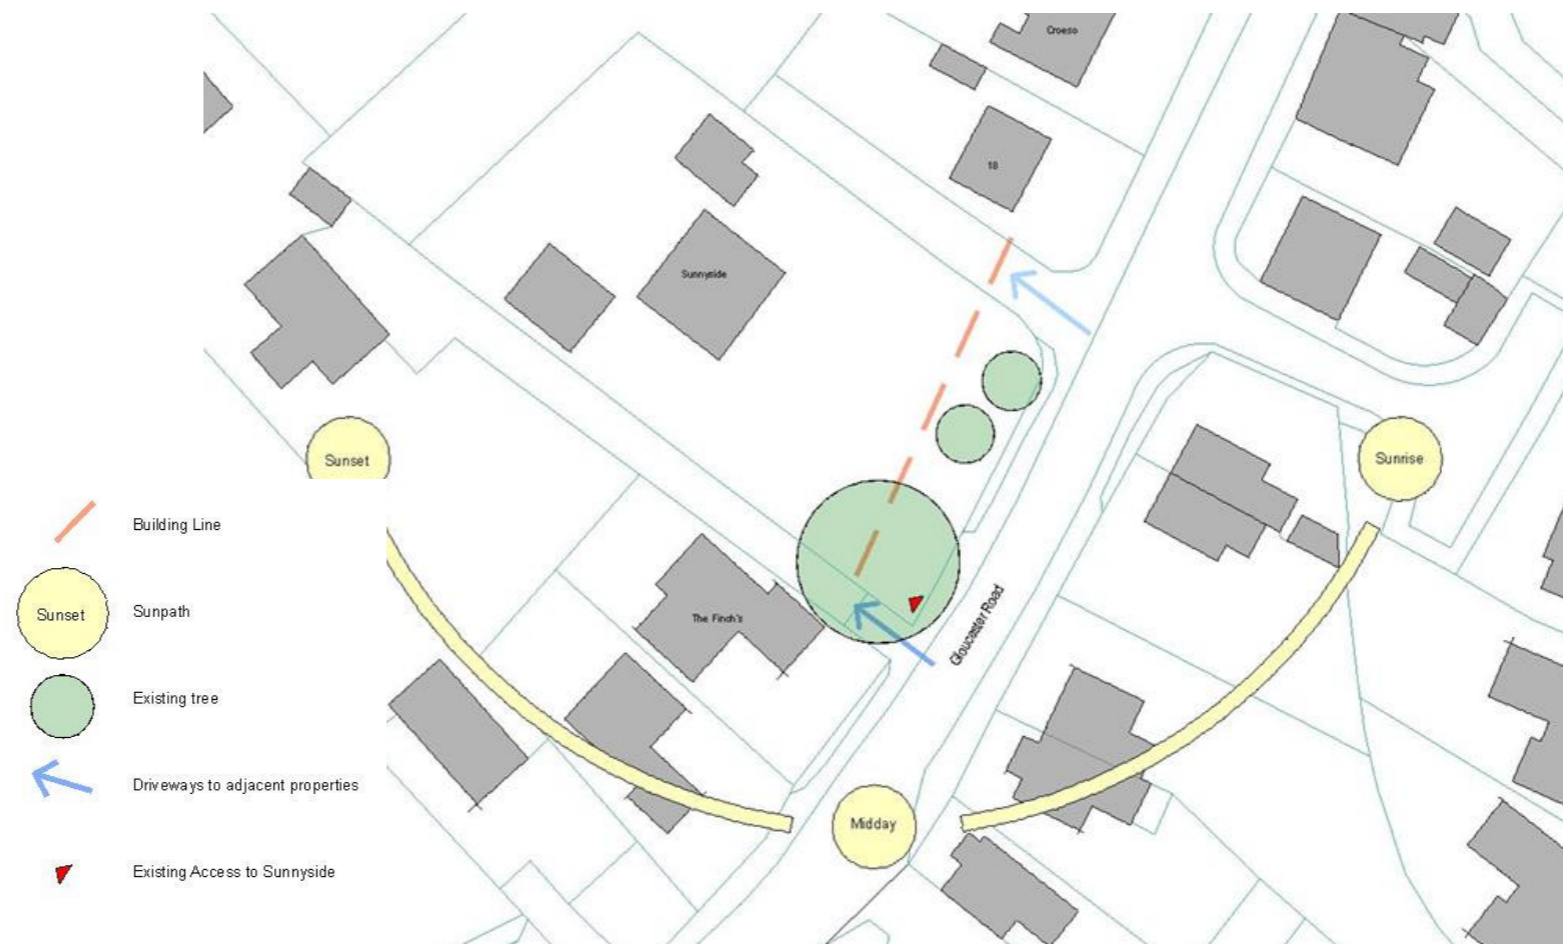 Croeso
18
Sunnyside
Sunset
Sunrise
Building Line
Sunset
Sunpath
The Finch's
Gloucester Road
Existing tree
Driveways to adjacent properties
Midday
Existing Access to Sunnyside